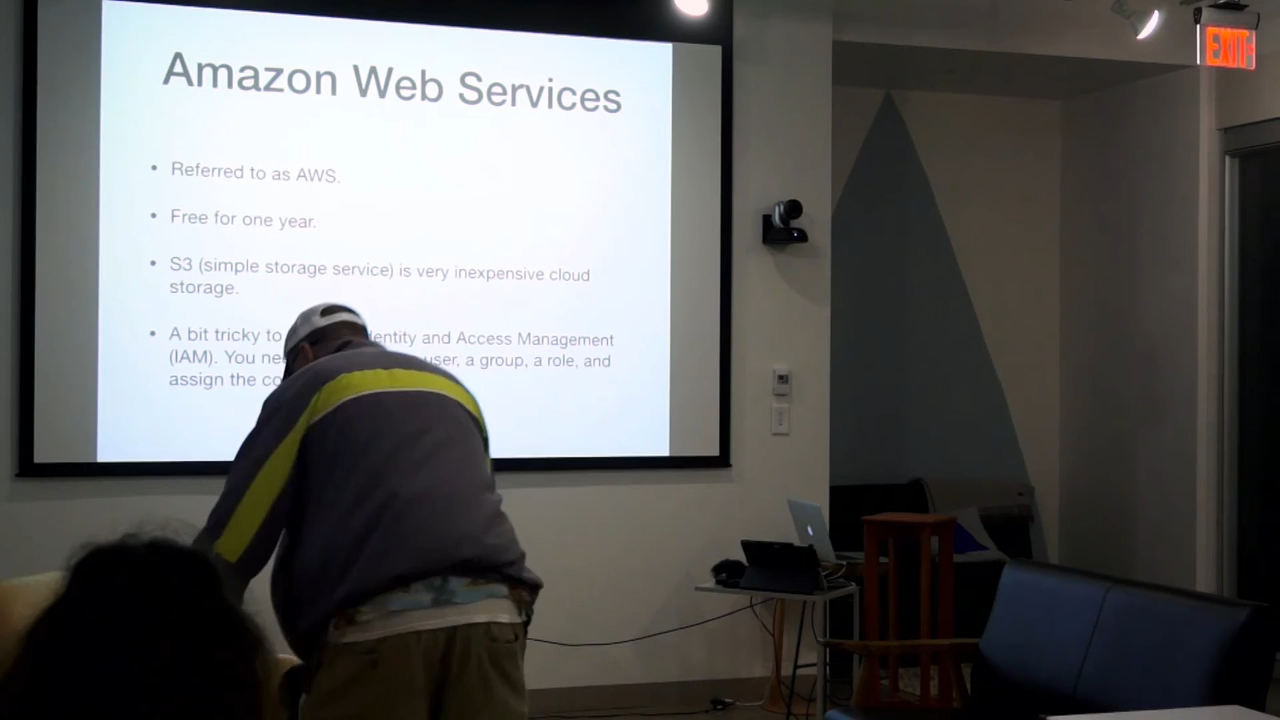 Amazon Web Services
EXIT
• Referred to as AWS.
• Free for one year.
• S3 (simple storage service) is very inexpensive cloud
storage.
• A bit tricky to entity and Access Management
(IAM). You ne user, a group, a role, and
assign the co